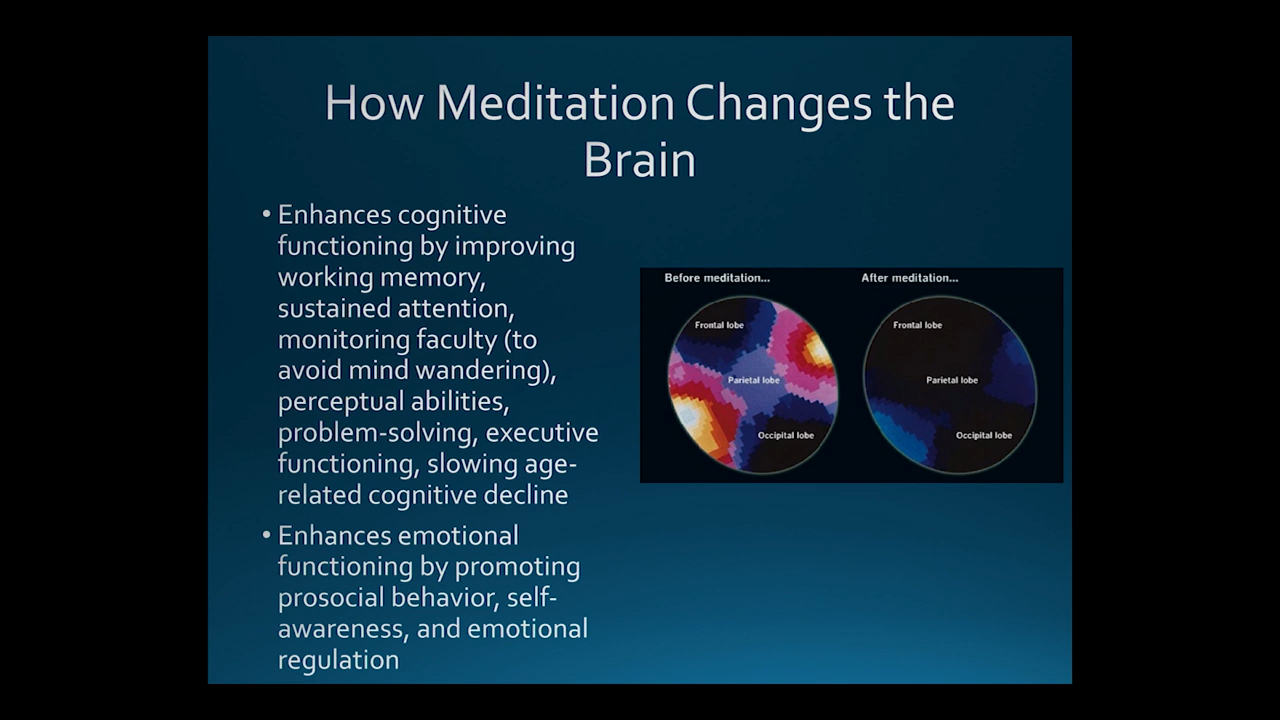 How Meditation Changes the
Brain
• Enhances cognitive
functioning by improving
working memory,
sustained attention,
monitoring faculty (to
avoid mind wandering),
perceptual abilities,
problem-solving, executive
functioning, slowing age-
related cognitive decline
• Enhances emotional
functioning by promoting
prosocial behavior, self-
awareness, and emotional
regulation
Before meditation...
Frontal lobe
Parietal lobe
Occipital lobe
After meditation...
Frontal lobe
Parietal lobe
Occipital lobe